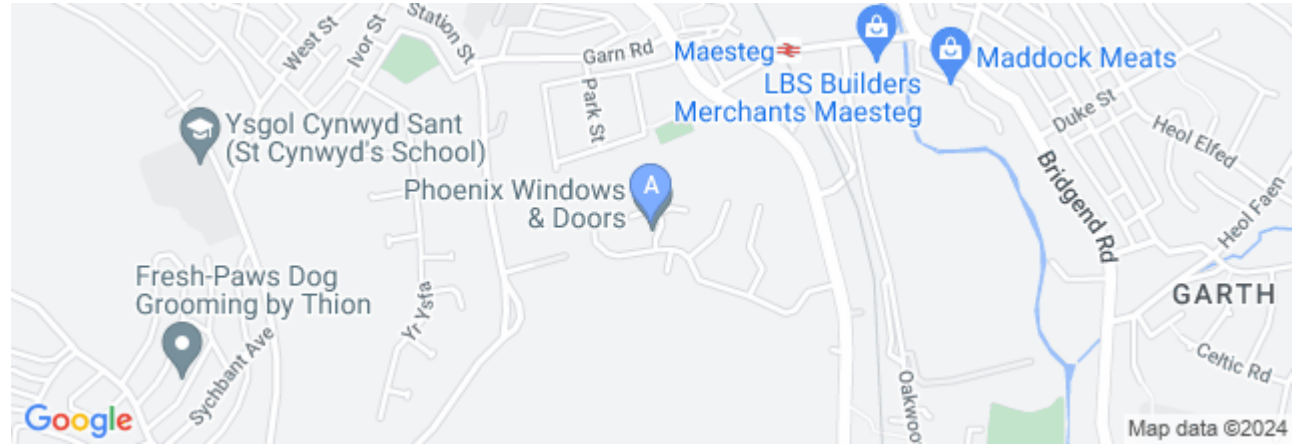 West St
Ivor St
Station St
Garn Rd
Park St
Maesteg
LBS Builders
Merchants Maesteg
Maddock Meats
Duke St
Heol Elfed
Heol Faen
Bridgend Rd
Ysgol Cynwyd Sant
(St Cynwyd's School)
Phoenix Windows
& Doors
A
Fresh-Paws Dog
Grooming by Thion
Yr Ysfa
Sychbant Ave
GARTH
Celtic Rd
Oakwoo
Google
Map data ©2024